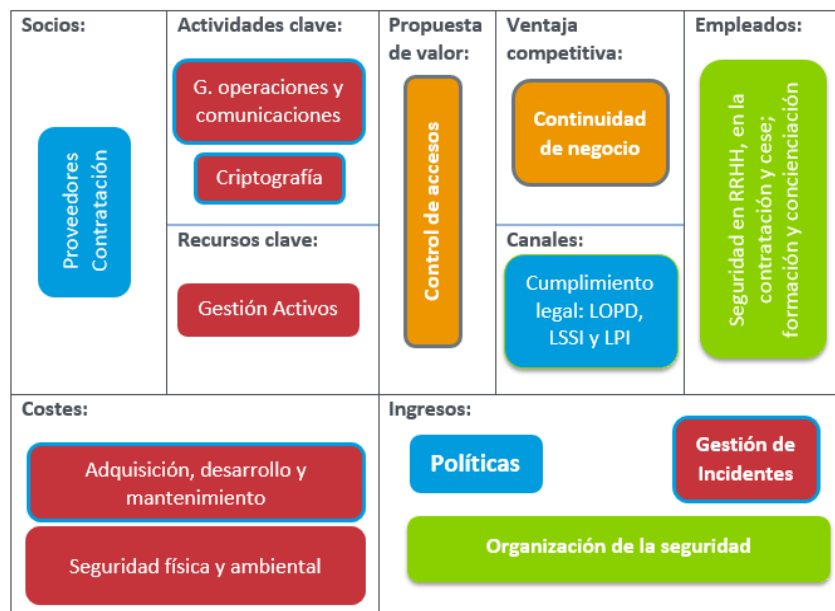 Socios:
Proveedores
Contratación
Actividades clave:
G. operaciones y
comunicaciones
Criptografía
Recursos clave:
Gestión Activos
Propuesta
de valor:
Control de accesos
Ventaja
competitiva:
Continuidad
de negocio
Canales:
Cumplimiento
legal: LOPD,
LSSI y LPI
Empleados:
Seguridad en RRHH, en la
contratación y cese;
formación y concienciación
Costes:
Adquisición, desarrollo y
mantenimiento
Seguridad física y ambiental
Ingresos:
Políticas
Gestión de
Incidentes
Organización de la seguridad